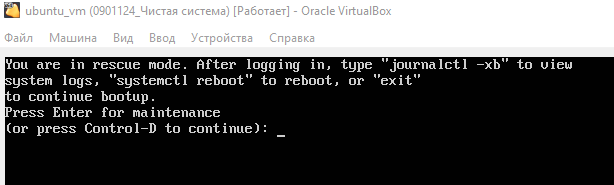 ubuntu_vm (0901124_Чистая система) [Работает] - Oracle VirtualBox
Файл Машина Вид Ввод Устройства Справка
You are in rescue mode. After logging in, type "journalctl -xb" to view
system logs, "systemctl reboot" to reboot, or "exit"
to continue bootup.
Press Enter for maintenance
(or press Control-D to continue): _